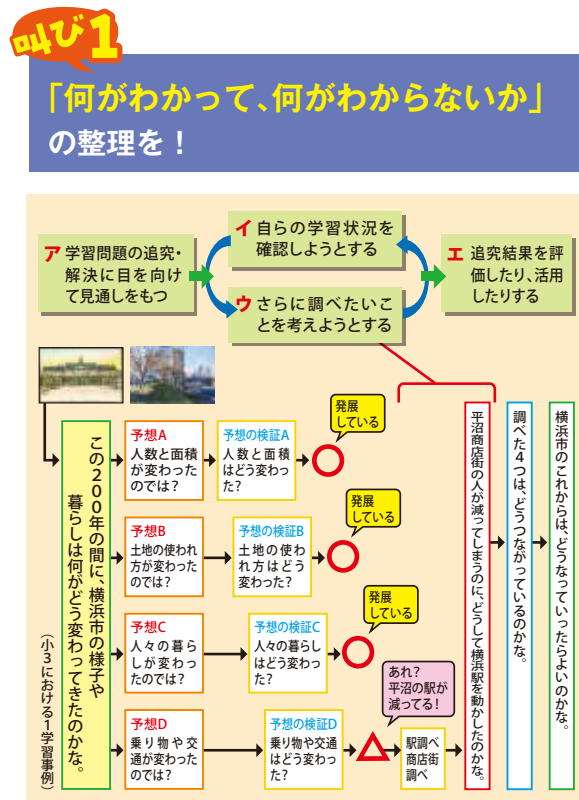 叫び1
「何がわかって、何がわからないか」
の整理を！
ア 学習問題の追究・
解決に目を向け
て見通しをもつ
イ 自らの学習状況を
確認しようとする
ウ さらに調べたいこ
とを考えようとする
エ 追究結果を評
価したり、活用
したりする
この200年の間に、横浜市の様子や
暮らしは何がどう変わってきたのかな。
（小3における1学習事例）
予想A
人数と面積
が変わった
のでは？
予想の検証A
人数と面積
はどう変わっ
た？
発展
している
予想B
土地の使われ
方が変わった
のでは？
予想の検証B
土地の使わ
れ方はどう
変わった？
発展
している
予想C
人々の暮ら
しが変わっ
たのでは？
予想の検証C
人々の暮らし
はどう変わっ
た？
発展
している
予想D
乗り物や交
通が変わった
のでは？
予想の検証D
乗り物や交通
はどう変わっ
た？
あれ？
平沼の駅が
減ってる！
駅調べ
商店街
調べ
平沼商店街の人が減ってしまうのに、どうして横浜駅を動かしたのかな。
調べた4つは、どうつながっているのかな。
横浜市のこれからは、どうなっていったらよいのかな。